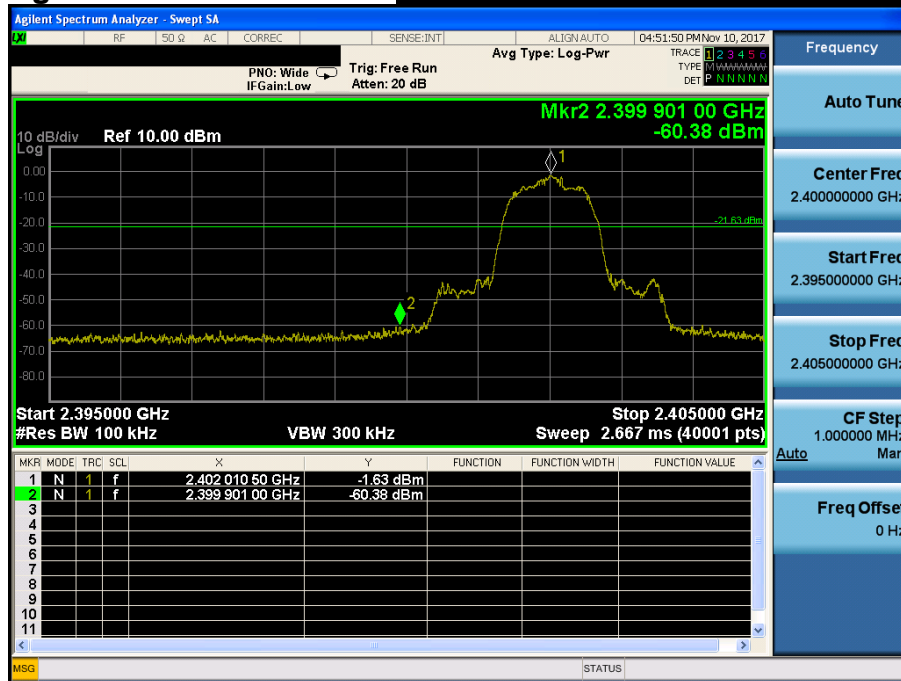 Agilent Spectrum Analyzer - Swept SA
LXI RF 50 Ω AC CORREC SENSE:INT ALIGNAUTO 04:51:50 PM Nov 10, 2017
Avg Type: Log-Pwr TRACE 1 2 3 4 5 6
PNO: Wide Trig: Free Run TYPE M WWWWW
IFGain:Low Atten: 20 dB DET P N N N N N
Frequency
Auto Tune
Center Freq
2.400000000 GHz
Start Freq
2.395000000 GHz
Stop Freq
2.405000000 GHz
CF Step
1.000000 MHz
Auto Man
Freq Offset
0 Hz
Mkr2 2.399 901 00 GHz
-60.38 dBm
10 dB/div Ref 10.00 dBm
Log
1
0.00
-10.0
-20.0
-21.63 dBm
-30.0
-40.0
-50.0
2
-60.0
-70.0
-80.0
Start 2.395000 GHz Stop 2.405000 GHz
#Res BW 100 kHz VBW 300 kHz Sweep 2.667 ms (40001 pts)
MKR MODE TRC SCL X Y FUNCTION FUNCTION WIDTH FUNCTION VALUE
1 N 1 f 2.402 010 50 GHz -1.63 dBm
2 N 1 f 2.399 901 00 GHz -60.38 dBm
3
4
5
6
7
8
9
10
11
MSG STATUS